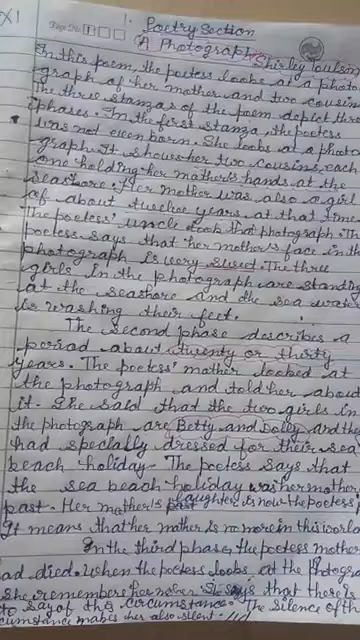 XI
Page No. 1
1. Poetry Section
(A Photograph) Shirley Toulson
In this poem, the poetess looks at a photo-
graph of her mother and two cousins
The three stanzas of the poem depict three
phases. In the first stanza, the poetess
was not even born. She looks at a photo
graph. It shows her two cousins, each
one holding her mother's hands at the
seashore. Her mother was also a girl
of about twelve years, at that time.
The poetess' uncle took that photograph. The
poetess says that her mother's face in the
photograph is very sweet. The three
girls in the photograph are standing
at the seashore and the sea water
is washing their feet.
The second phase describes a
period about twenty or thirty
years. The poetess' mother looked at
the photograph and told her about
it. She said that the two girls in
the photograph are Betty and Dolly and they
had specially dressed for their sea
beach holiday. The poetess says that
the sea beach holiday was her mother
past. Her mother's laughter is now the poetess' p
It means that her mother is no more in this world
In the third phase, the poetess mother
ad died. When the poetess looks at the photogra
she remembers her says that there is
to say of this circumstance. The silence of th
cumstance makes her also silent.